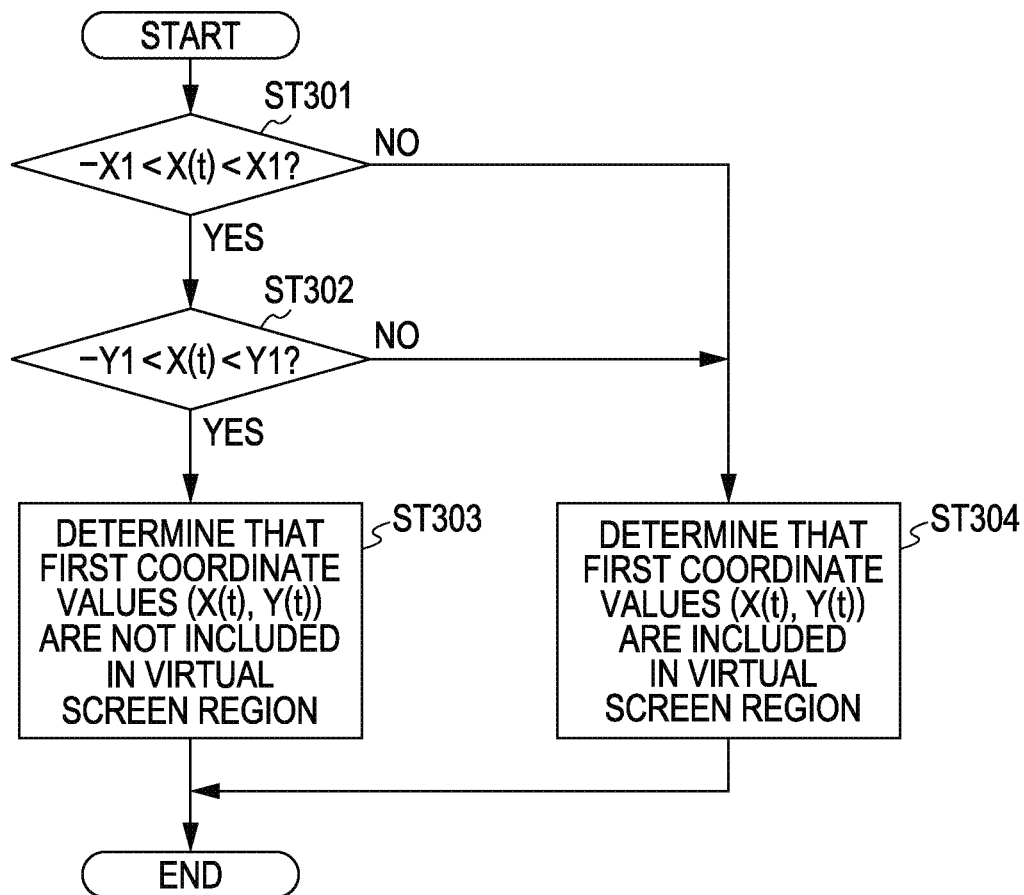 START
ST301
−X1 < X(t) < X1?
NO
YES
ST302
−Y1 < X(t) < Y1?
NO
YES
ST303
DETERMINE THAT
FIRST COORDINATE
VALUES (X(t), Y(t))
ARE NOT INCLUDED
IN VIRTUAL
SCREEN REGION
ST304
DETERMINE THAT
FIRST COORDINATE
VALUES (X(t), Y(t))
ARE INCLUDED
IN VIRTUAL
SCREEN REGION
END